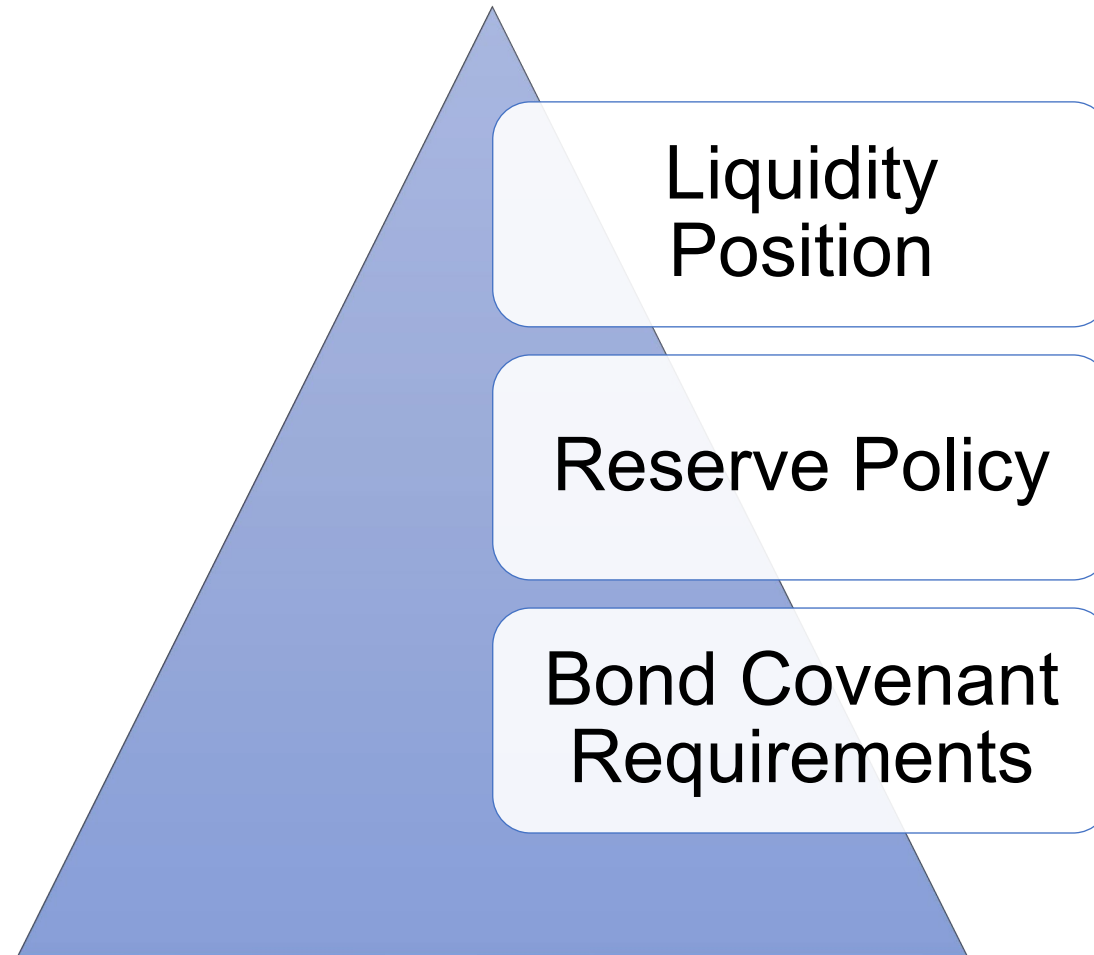 Liquidity
Position
Reserve Policy
Bond Covenant
Requirements